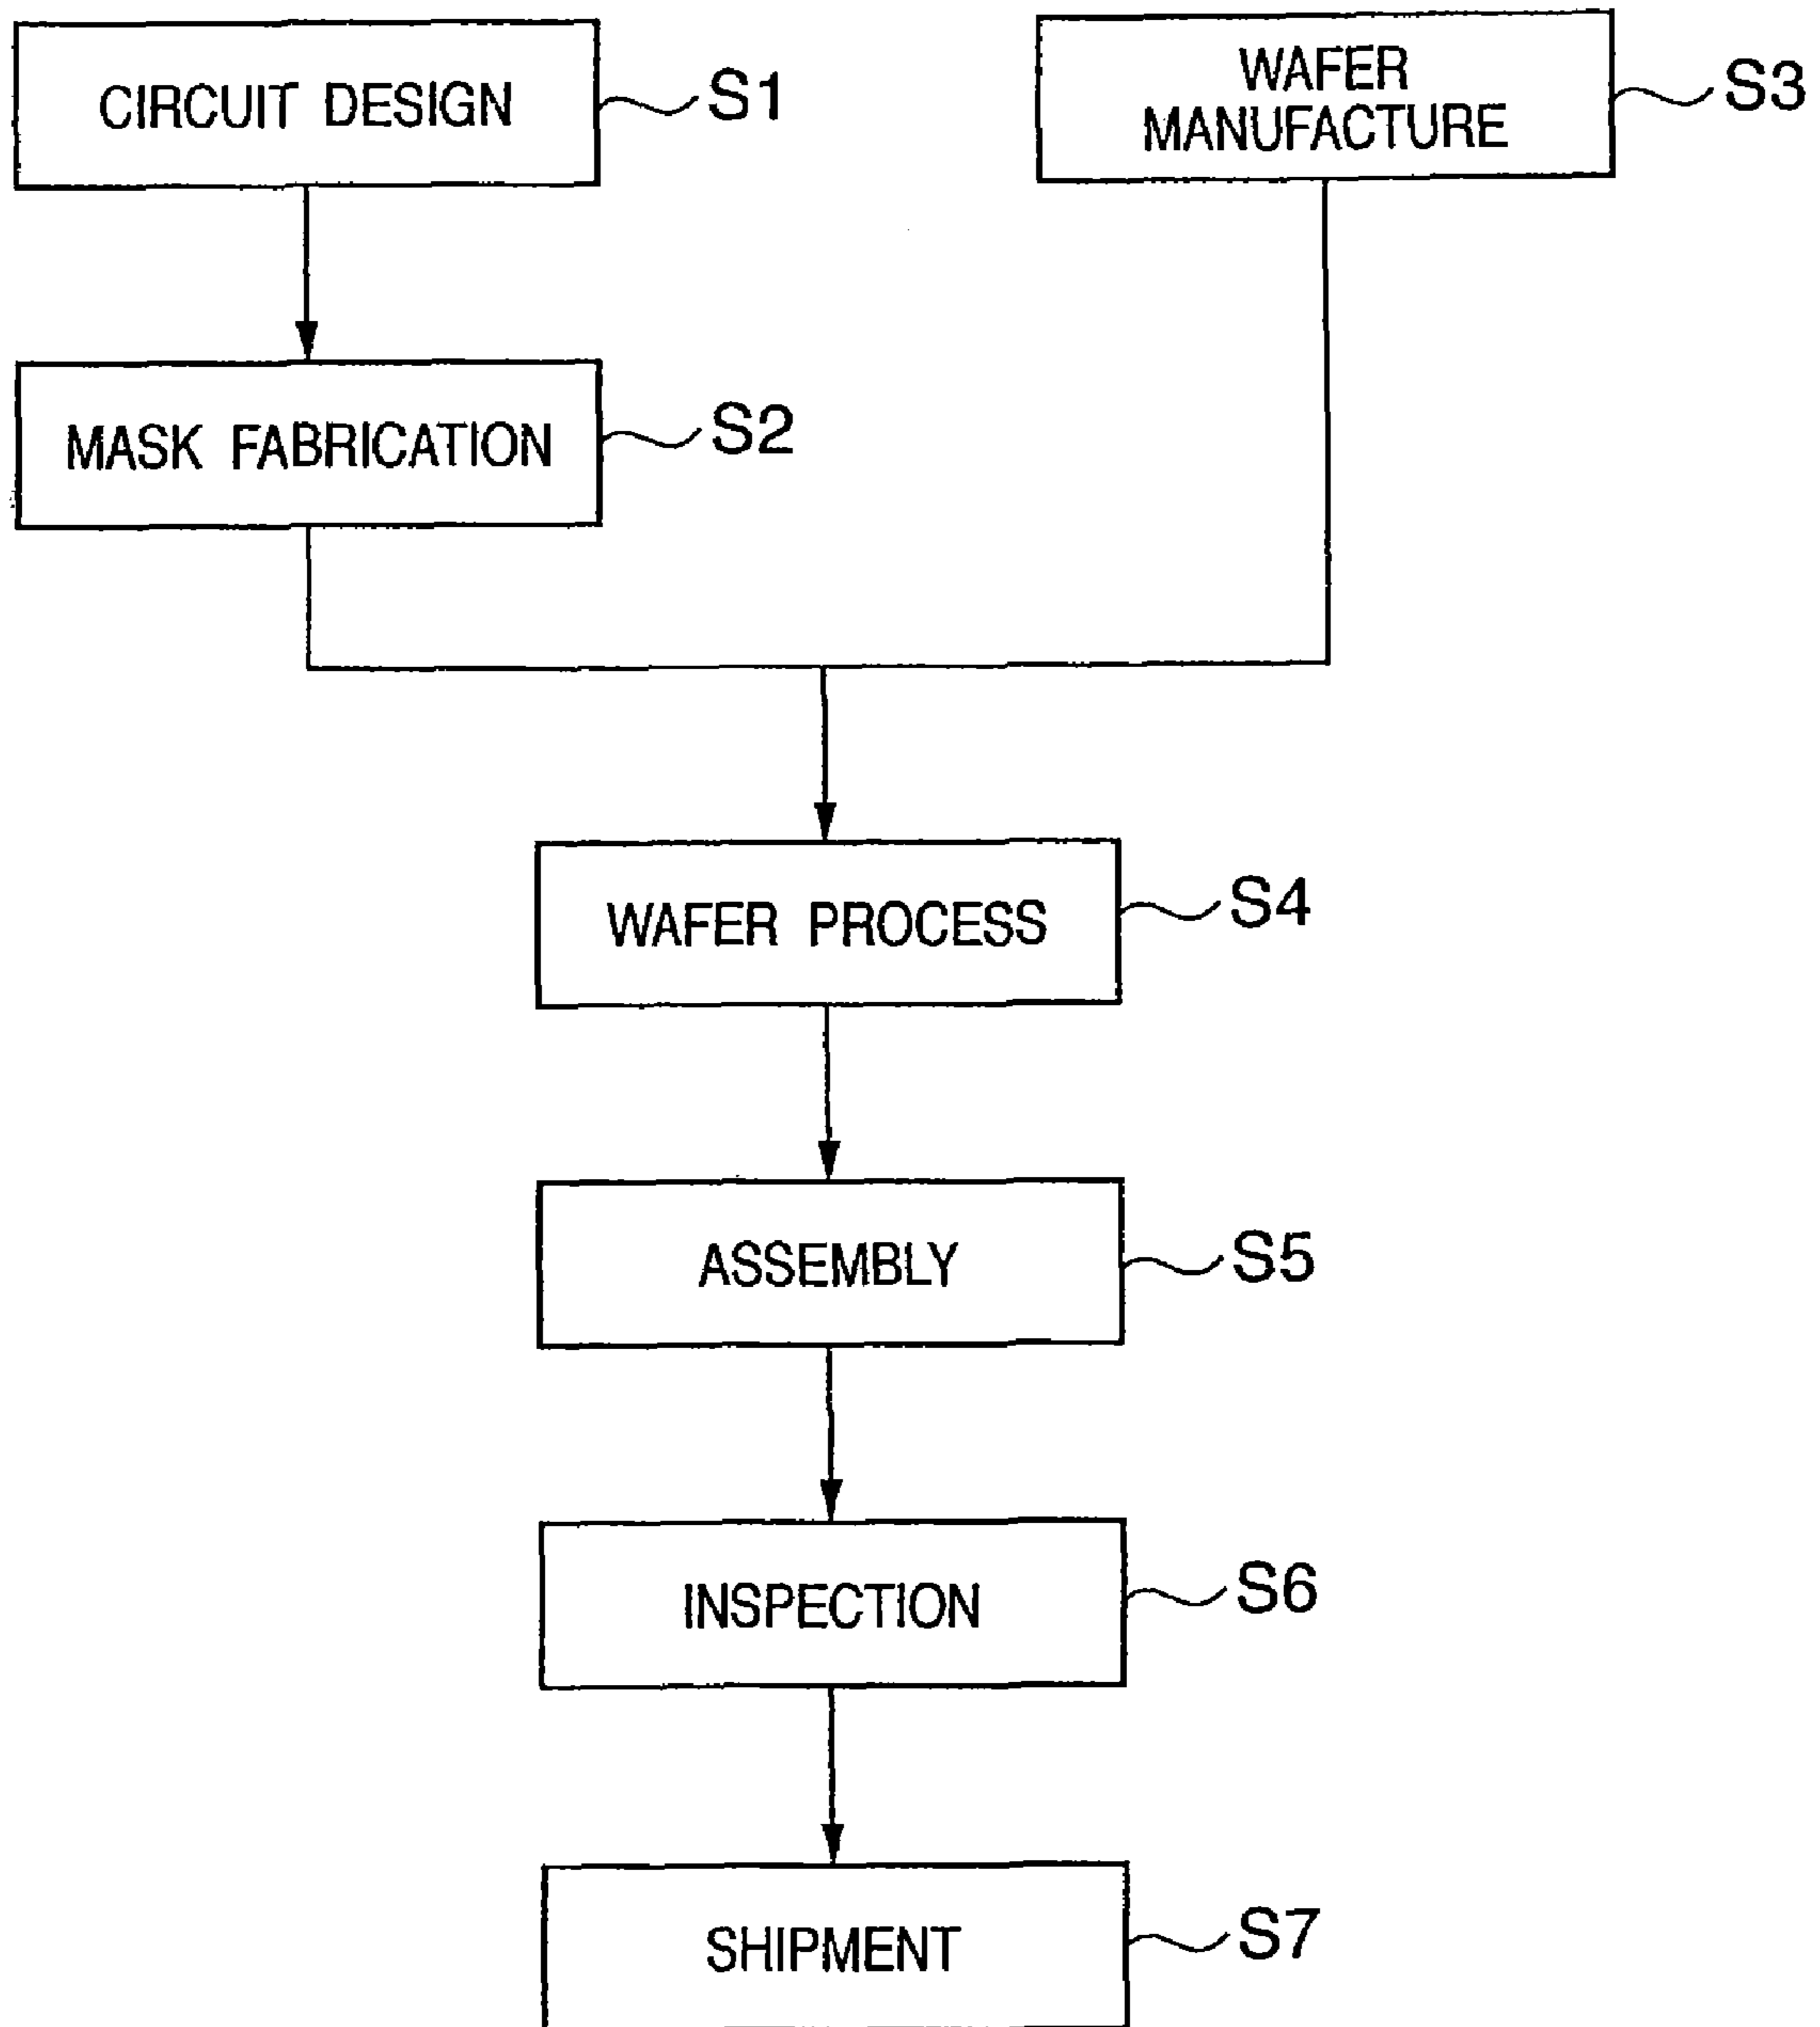 CIRCUIT DESIGN
S1
WAFER
MANUFACTURE
S3
MASK FABRICATION
S2
WAFER PROCESS
S4
ASSEMBLY
S5
INSPECTION
S6
SHIPMENT
S7